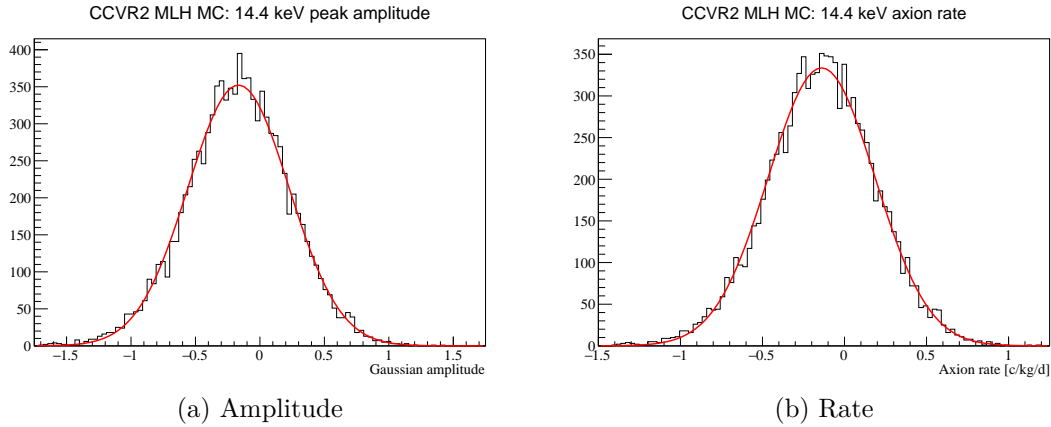 CCVR2 MLH MC: 14.4 keV peak amplitude
400
350
300
250
200
150
100
50
0
−1.5 −1 −0.5 0 0.5 1 1.5
Gaussian amplitude
(a) Amplitude
CCVR2 MLH MC: 14.4 keV axion rate
350
300
250
200
150
100
50
0
−1.5 −1 −0.5 0 0.5 1
Axion rate [c/kg/d]
(b) Rate